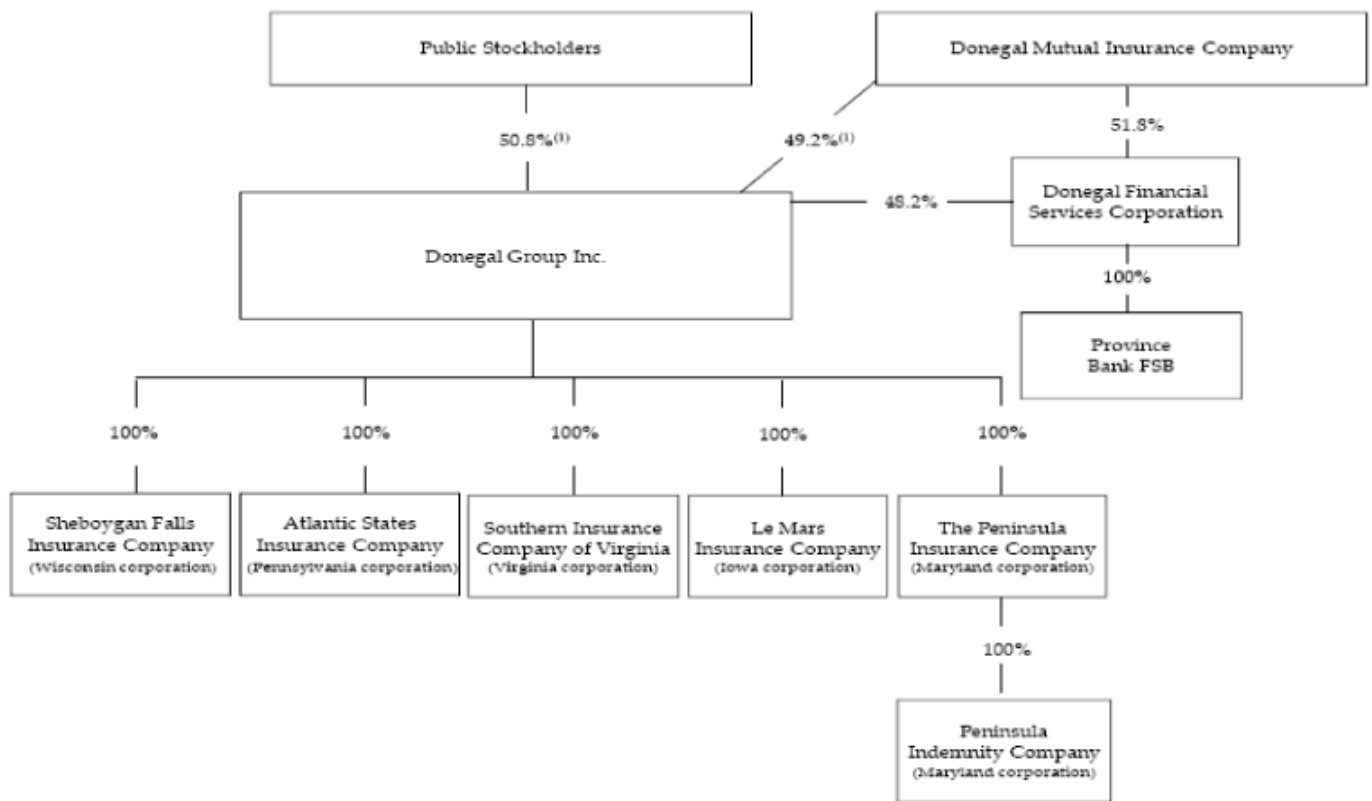 Public Stockholders
Donegal Mutual Insurance Company
50.8%(1)
49.2%(1)
51.8%
Donegal Financial
Services Corporation
48.2%
Donegal Group Inc.
100%
Province
Bank FSB
100%
100%
100%
100%
100%
Sheboygan Falls
Insurance Company
(Wisconsin corporation)
Atlantic States
Insurance Company
(Pennsylvania corporation)
Southern Insurance
Company of Virginia
(Virginia corporation)
Le Mars
Insurance Company
(Iowa corporation)
The Peninsula
Insurance Company
(Maryland corporation)
100%
Peninsula
Indemnity Company
(Maryland corporation)